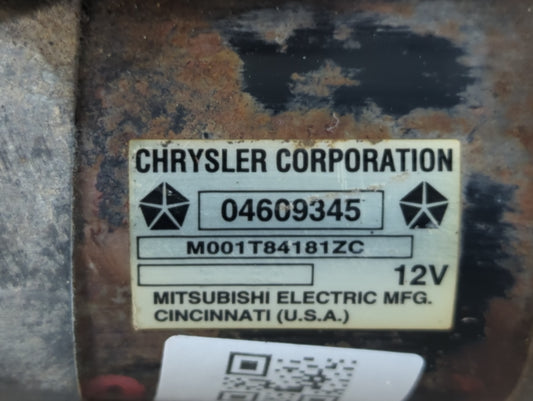 CHRYSLER CORPORATION
04609345
M001T84181ZC
12V
MITSUBISHI ELECTRIC MFG.
CINCINNATI (U.S.A.)